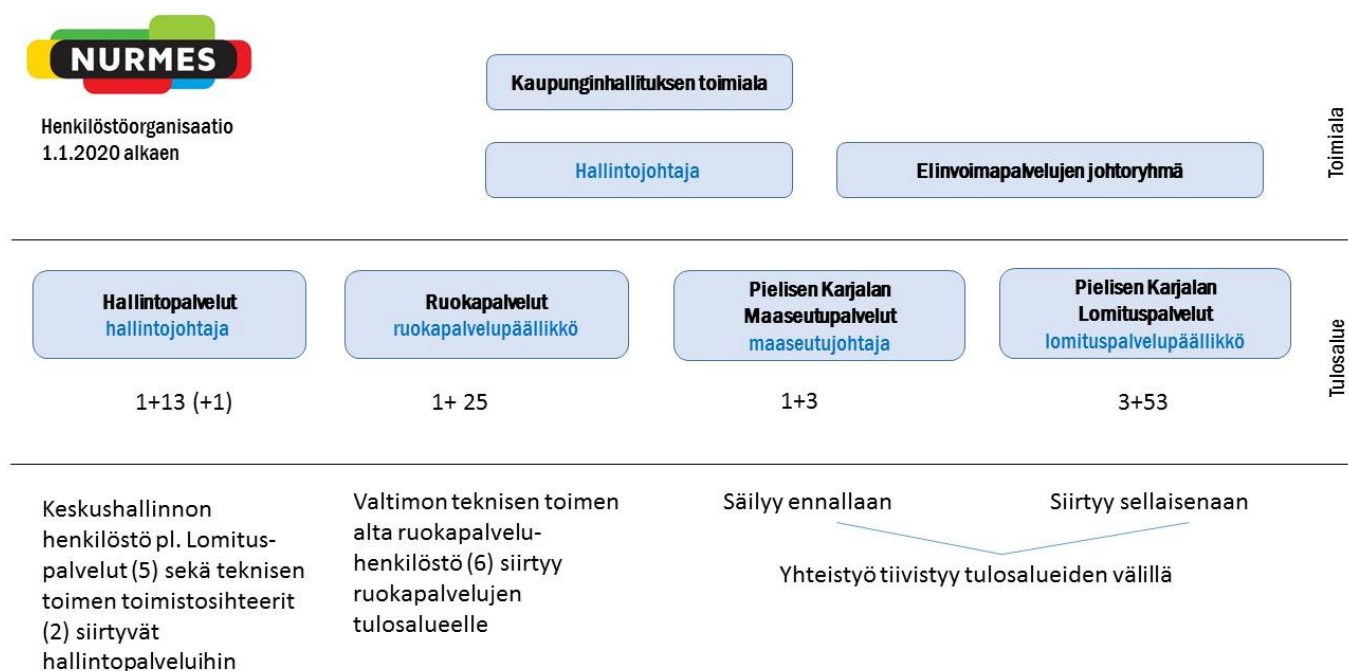 NURMES
Henkilöstöorganisaatio
1.1.2020 alkaen
Kaupunginhallituksen toimiala
Hallintojohtaja
Elinvoimapalvelujen johtoryhmä
Toimiala
Hallintopalvelut
hallintojohtaja
Ruokapalvelut
ruokapalvelupäällikkö
Pielisen Karjalan
Maaseutupalvelut
maaseutujohtaja
Pielisen Karjalan
Lomituspalvelut
lomituspalvelupäällikkö
Tulosalue
1+13 (+1)
1+ 25
1+3
3+53
Keskushallinnon
henkilöstö pl. Lomitus-
palvelut (5) sekä teknisen
toimen toimistosihteerit
(2) siirtyvät
hallintopalveluihin
Valtimon teknisen toimen
alta ruokapalvelu-
henkilöstö (6) siirtyy
ruokapalvelujen
tulosalueelle
Säilyy ennallaan
Siirtyy sellaisenaan
Yhteistyö tiivistyy tulosalueiden välillä